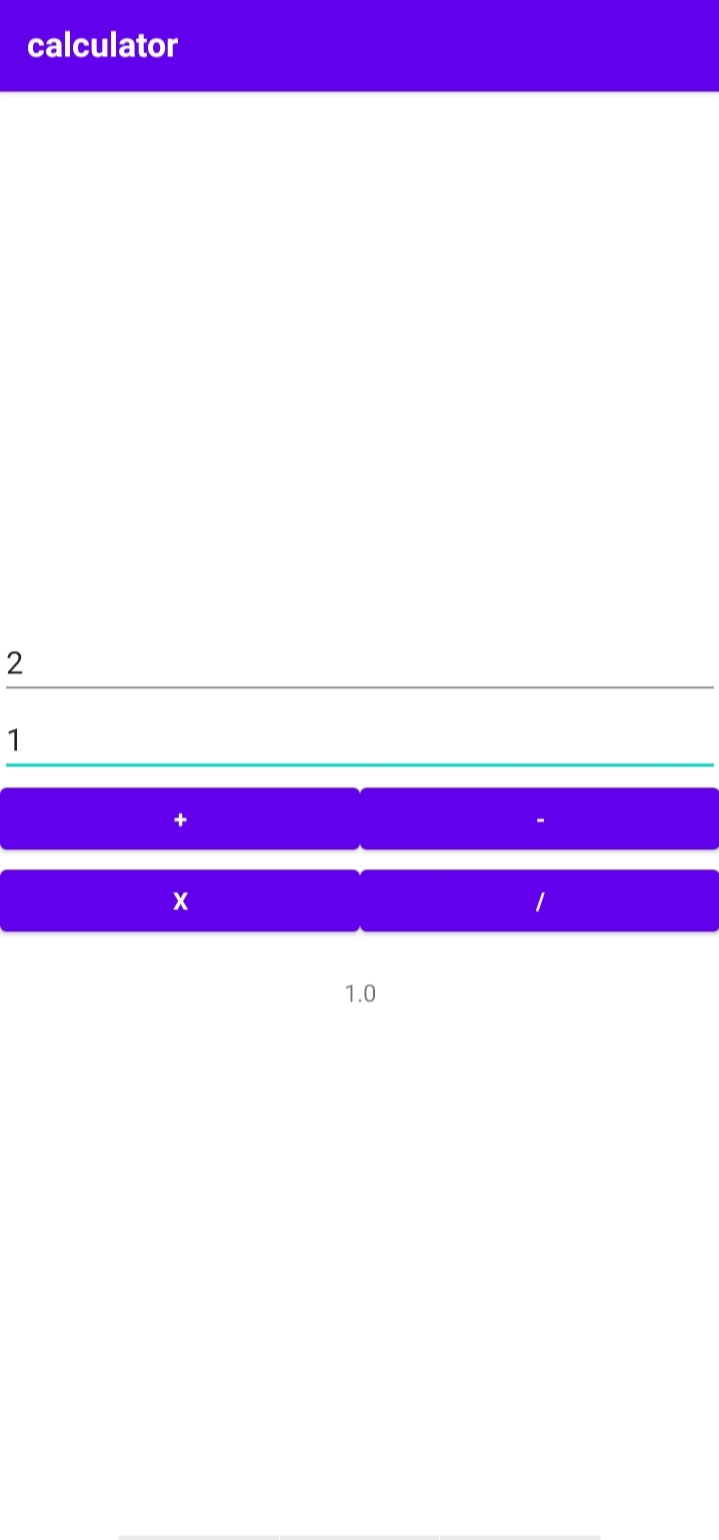 calculator
2
1
+ -
X /
1.0